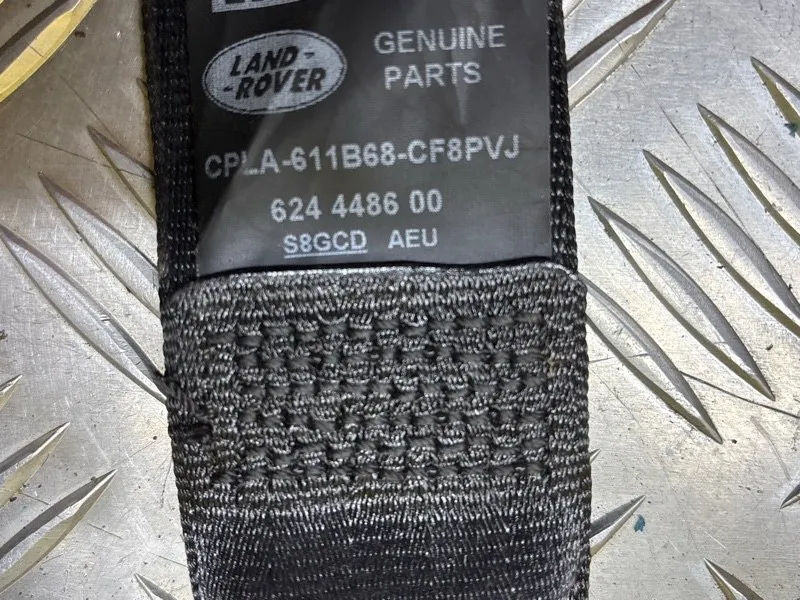 LAND-
-ROVER
GENUINE
PARTS
CPLA-611B68-CF8PVJ
624 4486 00
S8GCD AEU